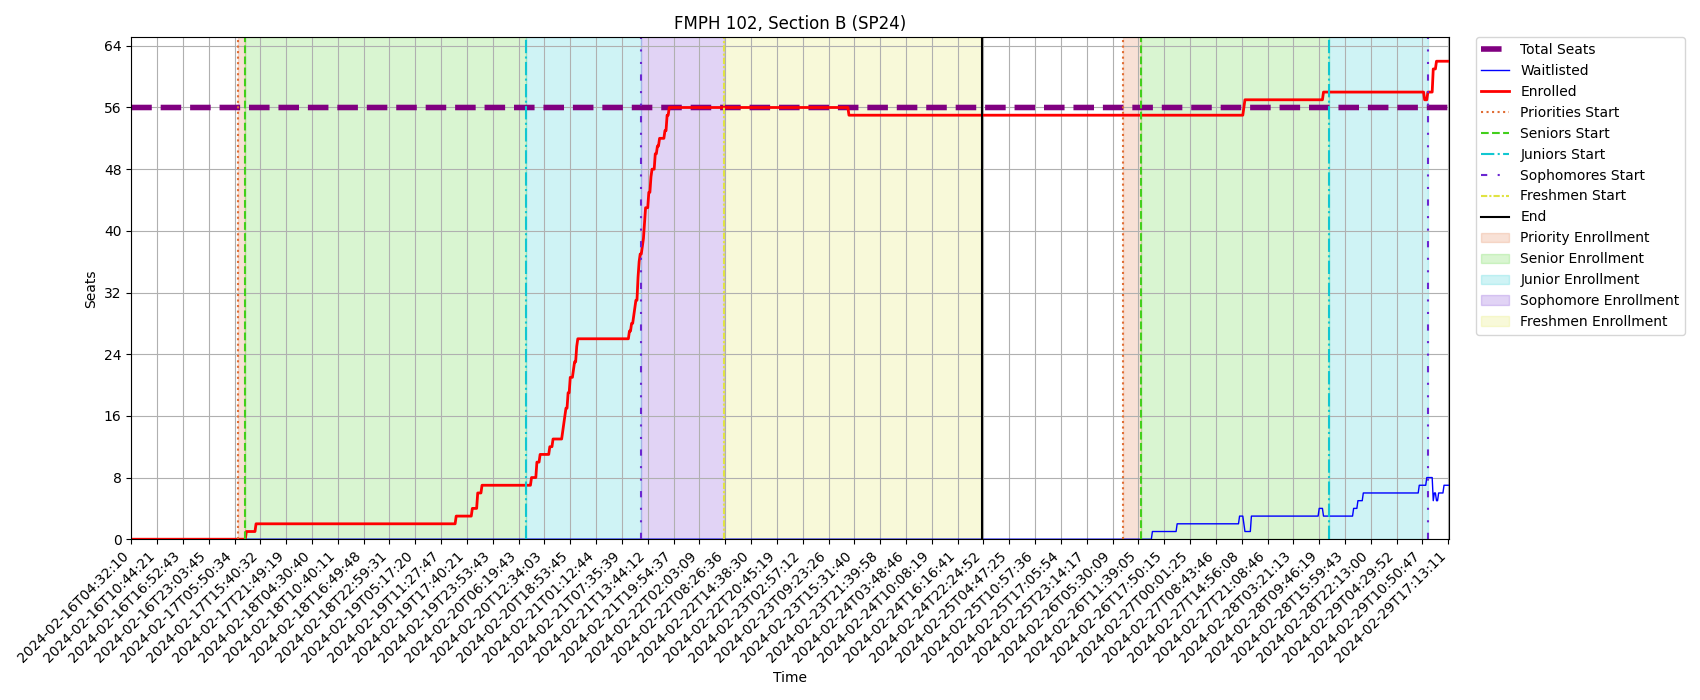 FMPH 102, Section B (SP24)
64
56
48
40
32
24
16
8
0
Seats
2024-02-16T04:32:10
2024-02-16T10:44:21
2024-02-16T16:52:43
2024-02-16T23:03:45
2024-02-17T05:50:34
2024-02-17T15:40:32
2024-02-17T21:49:19
2024-02-18T04:30:40
2024-02-18T10:40:11
2024-02-18T16:49:48
2024-02-18T22:59:37
2024-02-19T05:17:20
2024-02-19T11:27:47
2024-02-19T17:40:21
2024-02-19T23:53:43
2024-02-20T06:19:43
2024-02-20T12:34:03
2024-02-20T18:53:45
2024-02-21T01:12:44
2024-02-21T07:35:39
2024-02-21T13:44:12
2024-02-21T19:54:37
2024-02-22T02:03:09
2024-02-22T08:26:36
2024-02-22T14:38:30
2024-02-22T20:45:19
2024-02-23T02:57:12
2024-02-23T09:23:26
2024-02-23T15:31:40
2024-02-23T21:39:58
2024-02-24T03:48:46
2024-02-24T10:08:19
2024-02-24T16:16:41
2024-02-24T22:24:52
2024-02-25T04:47:25
2024-02-25T10:57:36
2024-02-25T17:05:54
2024-02-25T23:14:17
2024-02-26T05:30:09
2024-02-26T11:39:05
2024-02-26T17:50:15
2024-02-27T00:01:25
2024-02-27T08:43:46
2024-02-27T14:56:08
2024-02-27T21:08:46
2024-02-28T03:21:13
2024-02-28T09:46:19
2024-02-28T15:59:43
2024-02-28T22:13:00
2024-02-29T04:29:52
2024-02-29T10:50:47
2024-02-29T17:13:11
Time
Total Seats
Waitlisted
Enrolled
Priorities Start
Seniors Start
Juniors Start
Sophomores Start
Freshmen Start
End
Priority Enrollment
Senior Enrollment
Junior Enrollment
Sophomore Enrollment
Freshmen Enrollment